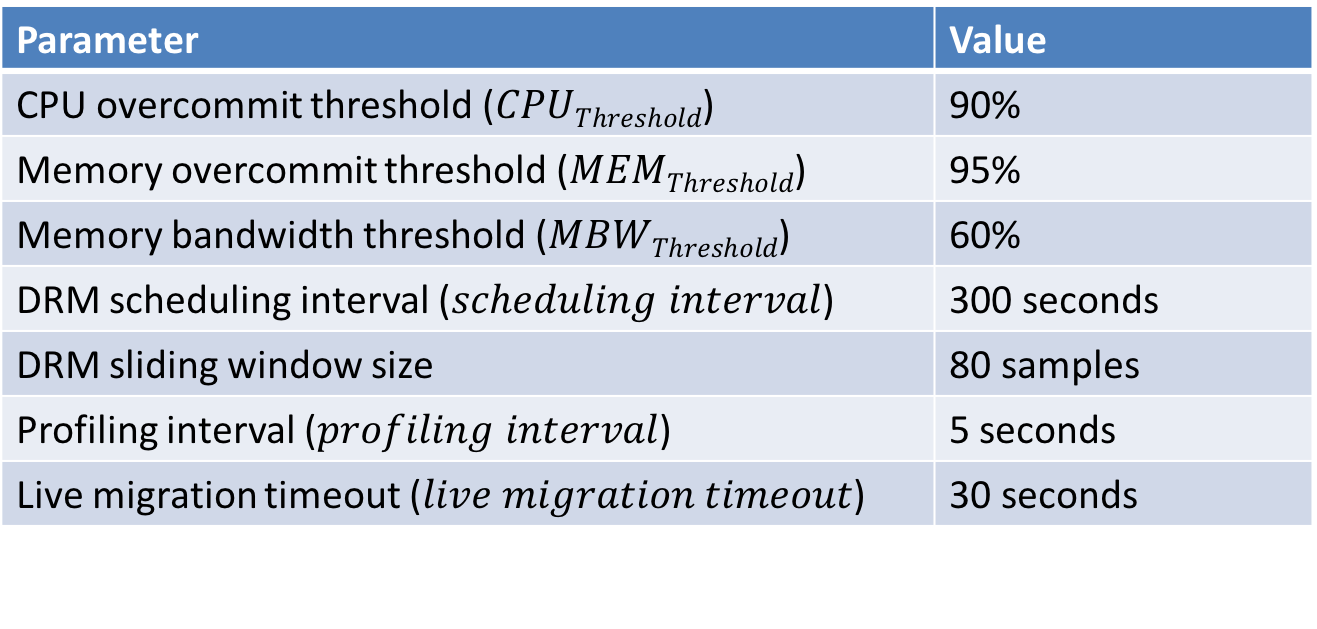 Parameter Value
CPU overcommit threshold (CPU_Threshold) 90%
Memory overcommit threshold (MEM_Threshold) 95%
Memory bandwidth threshold (MBW_Threshold) 60%
DRM scheduling interval (scheduling interval) 300 seconds
DRM sliding window size 80 samples
Profiling interval (profiling interval) 5 seconds
Live migration timeout (live migration timeout) 30 seconds